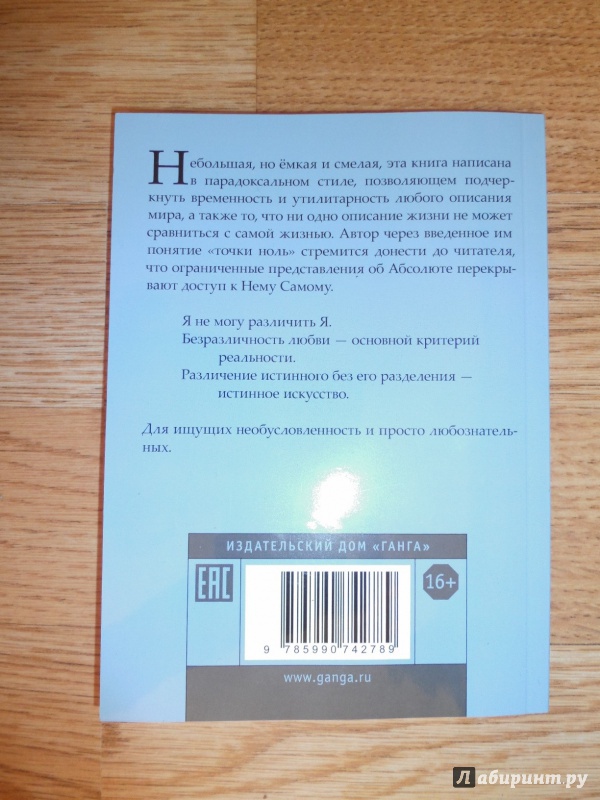 Небольшая, но ёмкая и смелая, эта книга написана
в парадоксальном стиле, позволяющем подчер-
кнуть временность и утилитарность любого описания
мира, а также то, что ни одно описание жизни не может
сравниться с самой жизнью. Автор через введенное им
понятие «точки ноль» стремится донести до читателя,
что ограниченные представления об Абсолюте перекры-
вают доступ к Нему Самому.
Я не могу различить Я.
Безразличность любви — основной критерий
реальности.
Различение истинного без его разделения —
истинное искусство.
Для ищущих необусловленность и просто любознатель-
ных.
ИЗДАТЕЛЬСКИЙ ДОМ «ГАНГА»
EAC
16+
9 785990 742789
www.ganga.ru
Лабиринт.ру